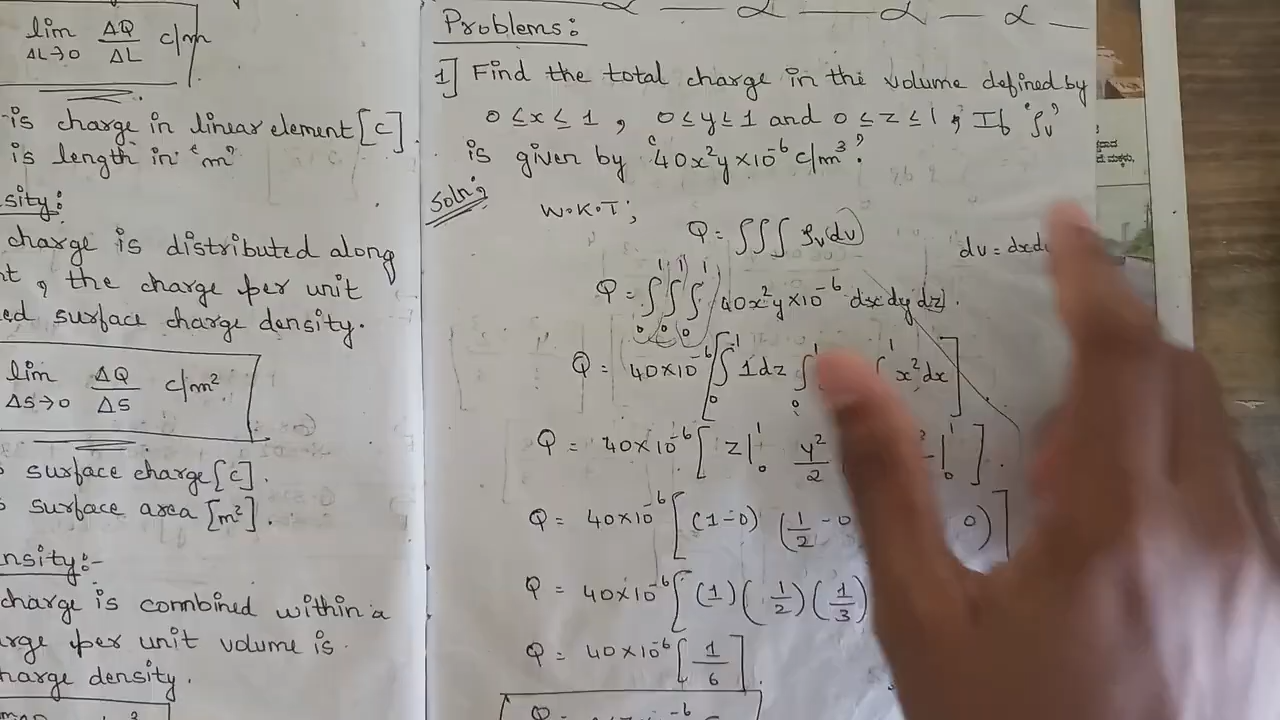 lim ΔL→0 ΔQ/ΔL c/m
is charge in linear element [c].
is length in "m"
sity:
charge is distributed along
nt, the charge per unit
ed surface charge density.
lim ΔS→0 ΔQ/ΔS c/m²
surface charge [c].
surface area [m²].
nsity:-
charge is combined within a
arge per unit volume is
harge density.
Problems:
1] Find the total charge in the volume defined by
0 ≤ x ≤ 1, 0 ≤ y ≤ 1 and 0 ≤ z ≤ 1, If 'ρv'
is given by "40x²y×10⁻⁶ c/m³".
Soln;
W.K.T;
Q = ∫∫∫ ρv(dv)
dv = dxdy
Q = ∫₀¹ ∫₀¹ ∫₀¹ 40x²y×10⁻⁶ dx dy dz.
Q = 40×10⁻⁶ [∫₀¹ 1dz ∫₀¹ x²dx]
Q = 40×10⁻⁶ [z|₀¹ y²/2 |₀¹].
Q = 40×10⁻⁶ [(1-0) (1/2 - 0 0)]
Q = 40×10⁻⁶ [(1) (1/2) (1/3)
Q = 40×10⁻⁶ [1/6].